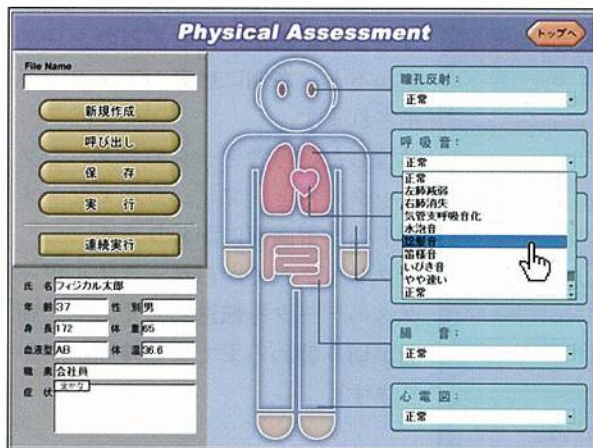 Physical Assessment
トップへ
File Name
新規作成
呼び出し
保存
実行
連続実行
氏 名 フィジカル太郎
年 齢 37 性 別 男
身 長 172 体 重 65
血液型 AB 体 温 36.6
職 業 会社員
症 状
全かな
瞳孔反射：
正常
呼吸音：
正常
正常
左肺減弱
右肺消失
気管支呼吸音化
水泡音
捻髪音
笛様音
いびき音
やや速い
正常
腸 音：
正常
心電図：
正常